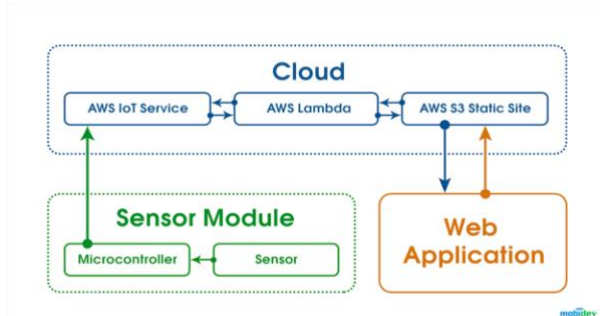 Cloud
AWS IoT Service
AWS Lambda
AWS S3 Static Site
Sensor Module
Microcontroller
Sensor
Web
Application
mobidev